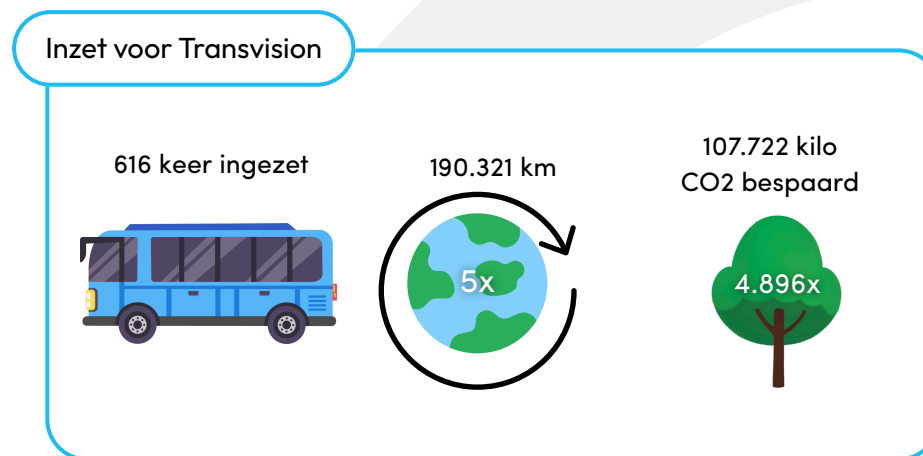 Inzet voor Transvision
616 keer ingezet
190.321 km
5x
107.722 kilo
CO2 bespaard
4.896x